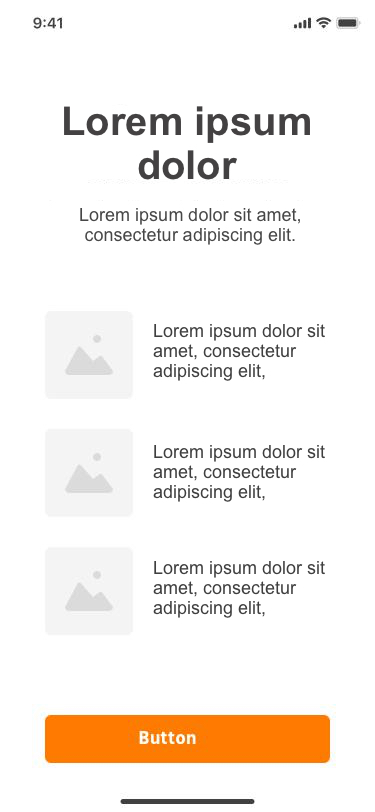 9:41
Lorem ipsum
dolor
Lorem ipsum dolor sit amet,
consectetur adipiscing elit.
Lorem ipsum dolor sit
amet, consectetur
adipiscing elit,
Lorem ipsum dolor sit
amet, consectetur
adipiscing elit,
Lorem ipsum dolor sit
amet, consectetur
adipiscing elit,
Button